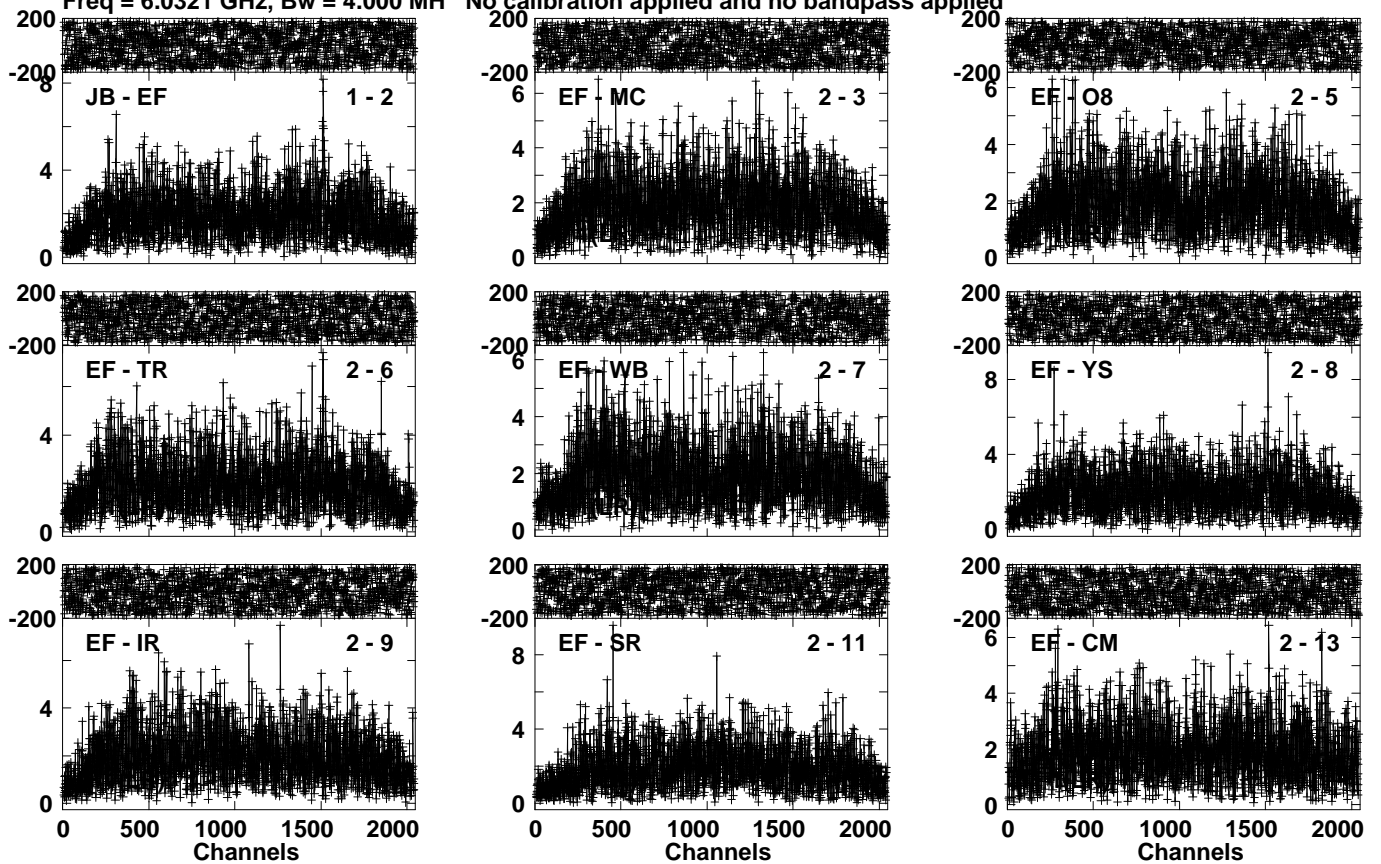 Freq = 6.0321 GHz, Bw = 4.000 MH No calibration applied and no bandpass applied
200 200 200
-200 -200 -200
8 JB - EF 1 - 2 6 EF - MC 2 - 3 6 EF - O8 2 - 5
4 4 4
2 2
0 0 0
200 200 200
-200 -200 -200
EF - TR 2 - 6 6 EF - WB 2 - 7 8 EF - YS 2 - 8
4 4 4
2
0 0 0
200 200 200
-200 -200 -200
EF - IR 2 - 9 8 EF - SR 2 - 11 6 EF - CM 2 - 13
4 4 4
2
0 0 0
0 500 1000 1500 2000 0 500 1000 1500 2000 0 500 1000 1500 2000
Channels Channels Channels